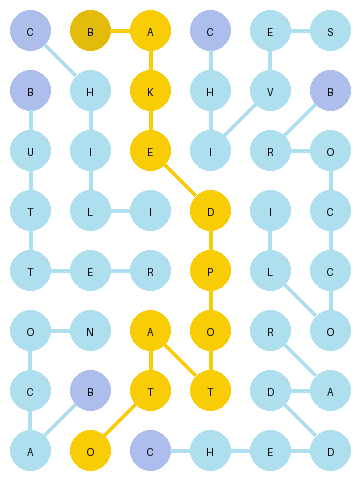 C B A C E S
B H K H V B
U I E I R O
T L I D I C
T E R P L C
O N A O R O
C B T T D A
A O C H E D